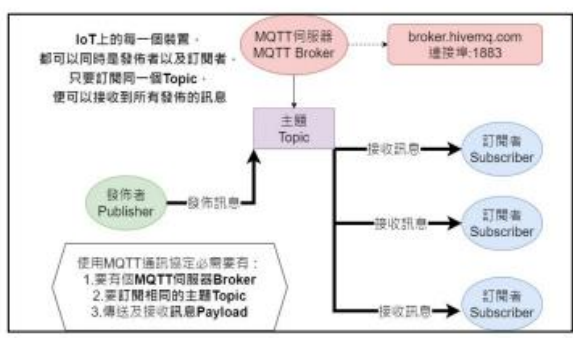 IoT上的每一個裝置，
都可以同時是發佈者以及訂閱者，
只要訂閱同一個Topic，
便可以接收到所有發佈的訊息
MQTT伺服器
MQTT Broker
broker.hivemq.com
連接埠:1883
主題
Topic
發佈者
Publisher
發佈訊息
接收訊息
訂閱者
Subscriber
接收訊息
訂閱者
Subscriber
接收訊息
訂閱者
Subscriber
使用MQTT通訊協定必需要有：
1.要有個MQTT伺服器Broker
2.要訂閱相同的主題Topic
3.傳送及接收訊息Payload